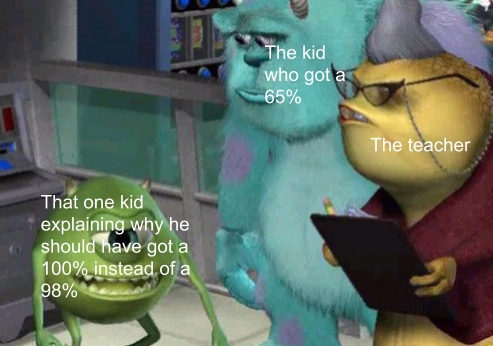 The kid
who got a
65%
The teacher
That one kid
explaining why he
should have got a
100% instead of a
98%